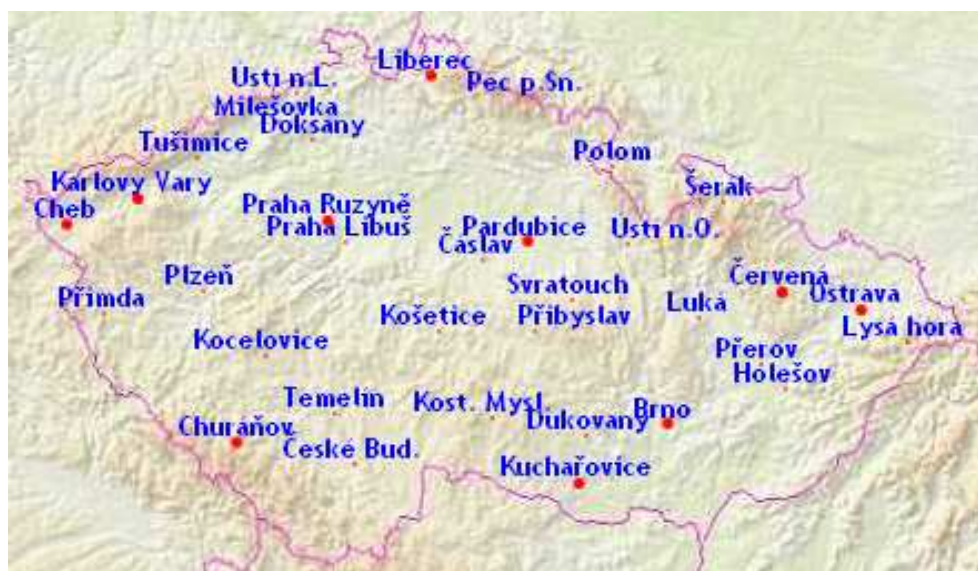 Liberec
Ústí n.L.
Pec p.Sn.
Milešovka
Doksany
Tušimice
Polom
Karlovy Vary
Šerák
Cheb
Praha Ruzyně
Praha Libuš
Pardubice
Ústí n.O.
Čáslav
Plzeň
Červená
Přimda
Svratouch
Luká
Ostrava
Košetice
Přibyslav
Lysá hora
Kocelovice
Přerov
Holešov
Temelín
Kost. Mysl.
Brno
Churáňov
Dukovany
České Bud.
Kuchařovice